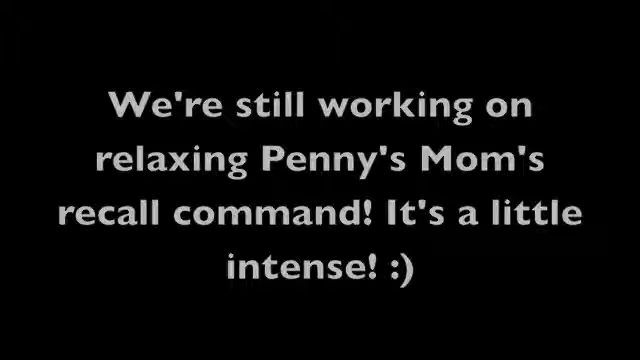 We're still working on
relaxing Penny's Mom's
recall command! It's a little
intense! :)